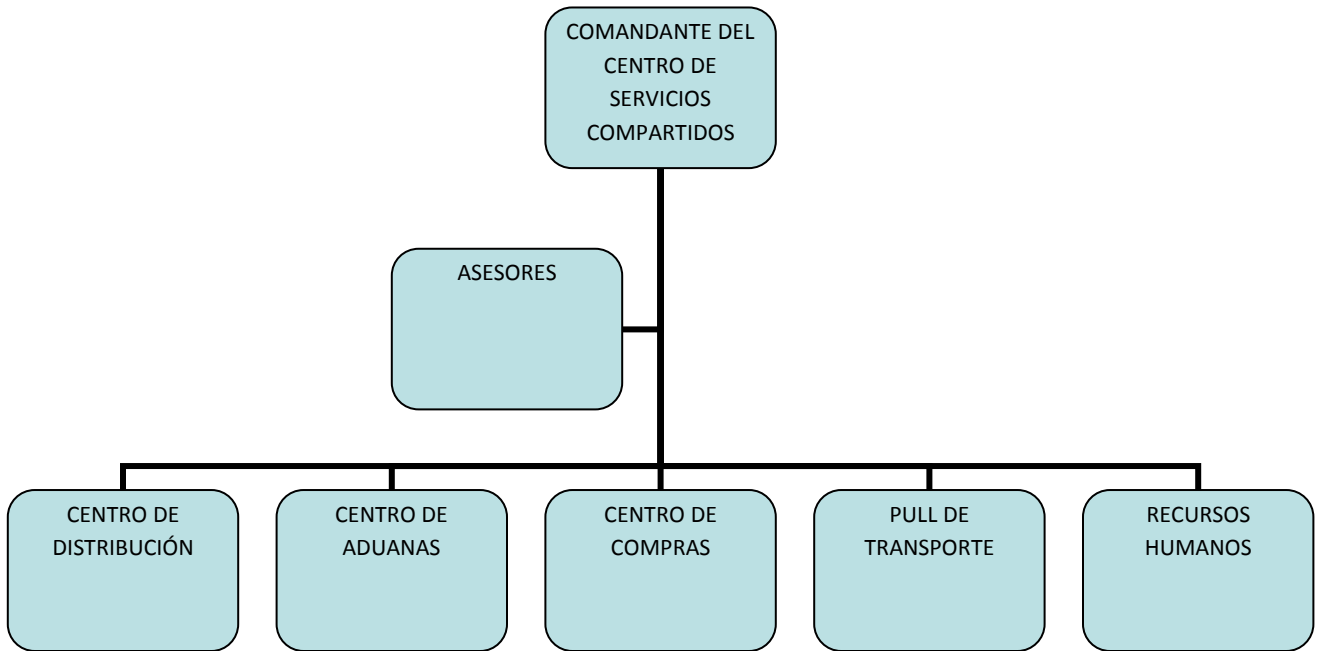 COMANDANTE DEL
CENTRO DE
SERVICIOS
COMPARTIDOS
ASESORES
CENTRO DE
DISTRIBUCIÓN
CENTRO DE
ADUANAS
CENTRO DE
COMPRAS
PULL DE
TRANSPORTE
RECURSOS
HUMANOS